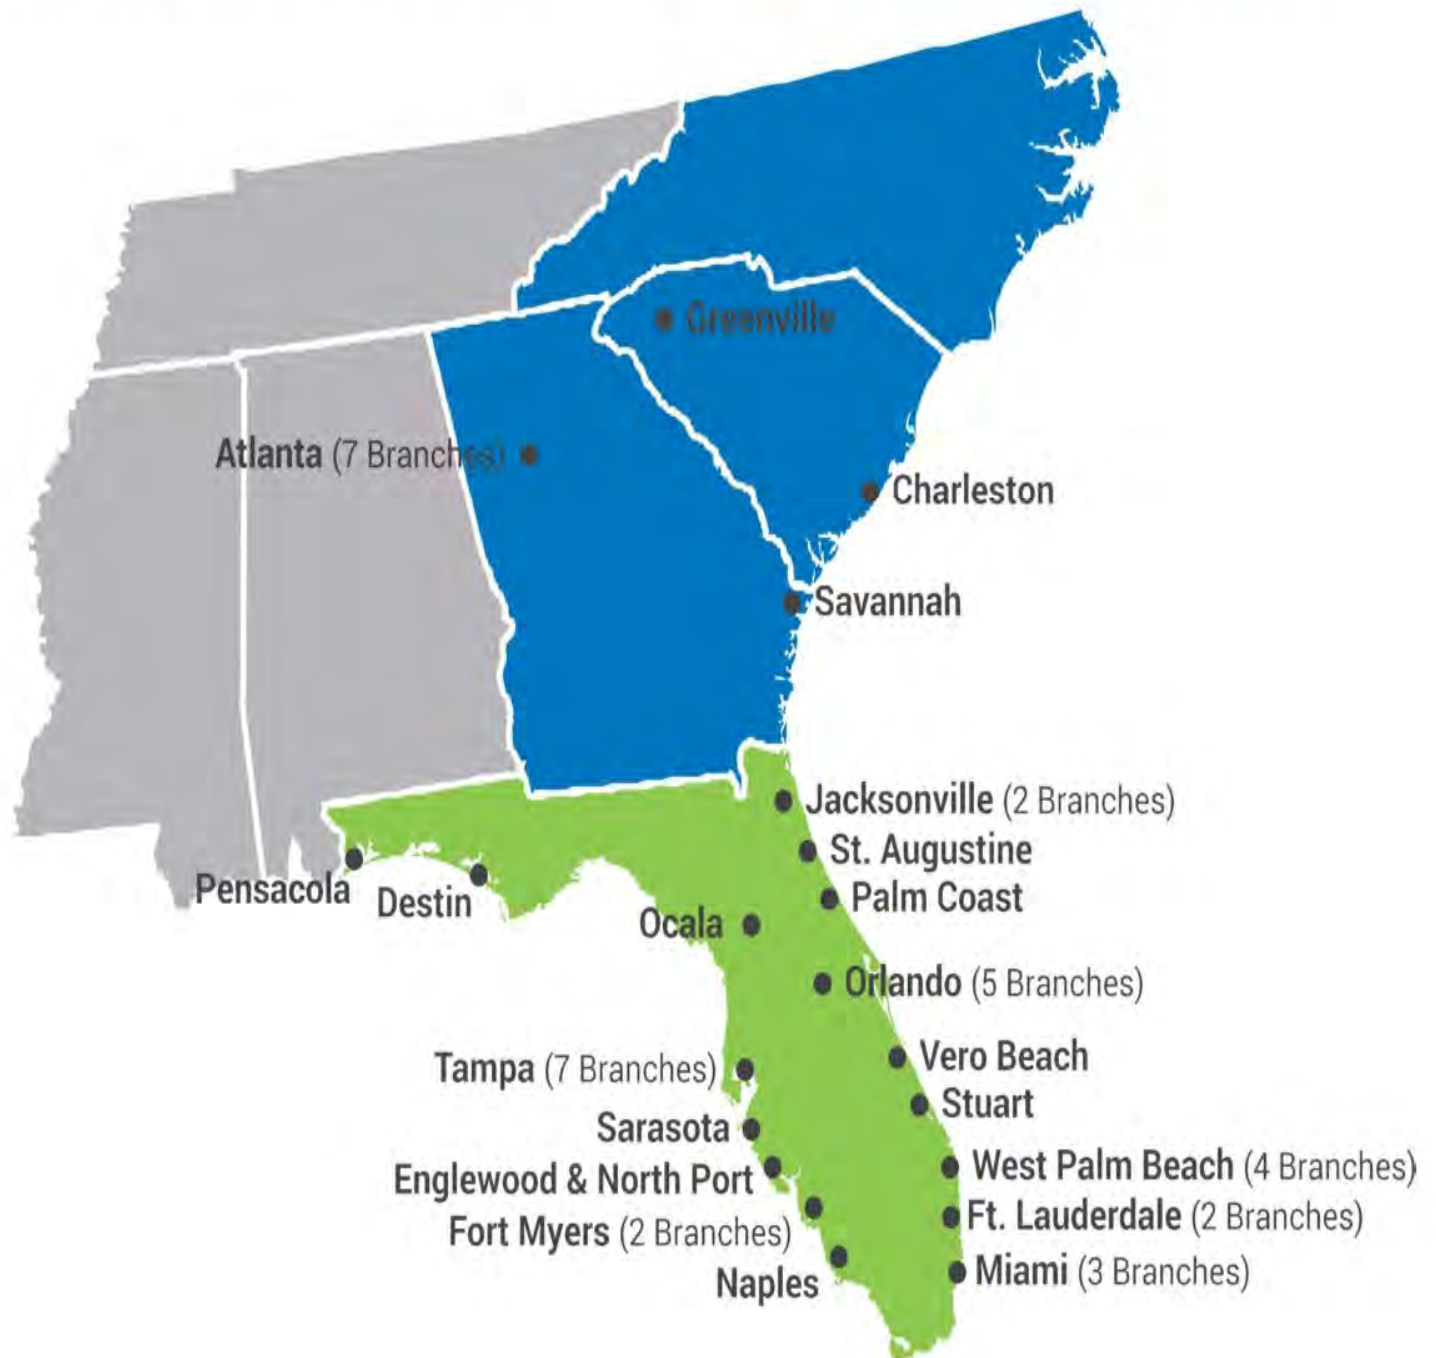 Greenville
Atlanta (7 Branches)
Charleston
Savannah
Jacksonville (2 Branches)
St. Augustine
Pensacola
Destin
Palm Coast
Ocala
Orlando (5 Branches)
Tampa (7 Branches)
Vero Beach
Stuart
Sarasota
Englewood & North Port
West Palm Beach (4 Branches)
Fort Myers (2 Branches)
Ft. Lauderdale (2 Branches)
Naples
Miami (3 Branches)